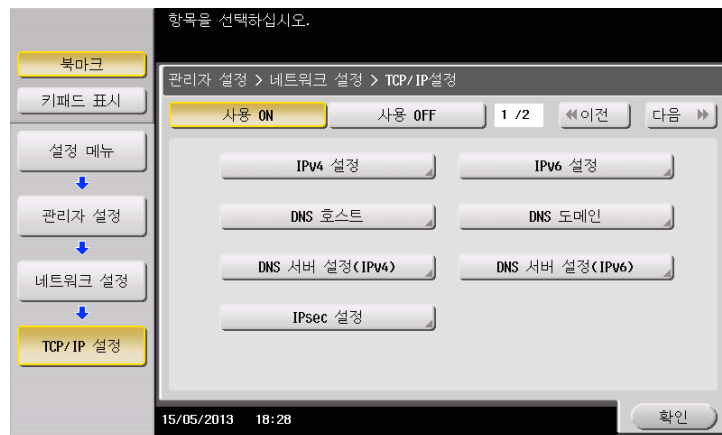 항목을 선택하십시오.
북마크
키패드 표시
설정 메뉴
관리자 설정
네트워크 설정
TCP/IP 설정
관리자 설정 > 네트워크 설정 > TCP/IP설정
사용 ON 사용 OFF 1 /2 이전 다음
IPv4 설정 IPv6 설정
DNS 호스트 DNS 도메인
DNS 서버 설정(IPv4) DNS 서버 설정(IPv6)
IPsec 설정
15/05/2013 18:28 확인